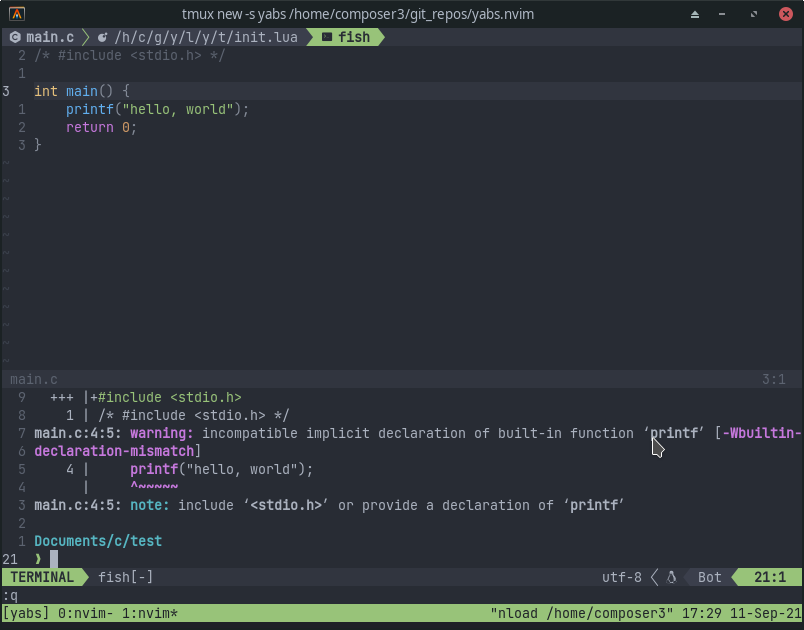 tmux new -s yabs /home/composer3/git_repos/yabs.nvim
main.c /h/c/g/y/l/y/t/init.lua fish
2 /* #include <stdio.h> */
1
3 int main() {
1 printf("hello, world");
2 return 0;
3 }
~
~
~
~
~
~
~
~
~
~
~
~
main.c 3:1
9 +++ |+#include <stdio.h>
8 1 | /* #include <stdio.h> */
7 main.c:4:5: warning: incompatible implicit declaration of built-in function ‘printf’ [-Wbuiltin-
6 declaration-mismatch]
5 4 | printf("hello, world");
4 | ^~~~~~
3 main.c:4:5: note: include ‘<stdio.h>’ or provide a declaration of ‘printf’
2
1 Documents/c/test
21 ❯
TERMINAL fish[-] utf-8 Bot 21:1
:q
[yabs] 0:nvim- 1:nvim* "nload /home/composer3" 17:29 11-Sep-21